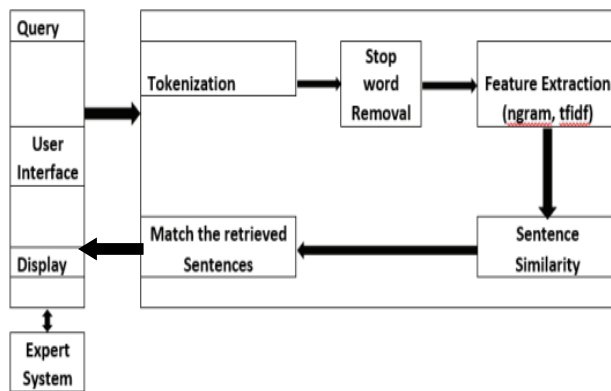 Query
User
Interface
Display
Expert
System
Tokenization
Stop
word
Removal
Feature Extraction
(ngram, tfidf)
Sentence
Similarity
Match the retrieved
Sentences